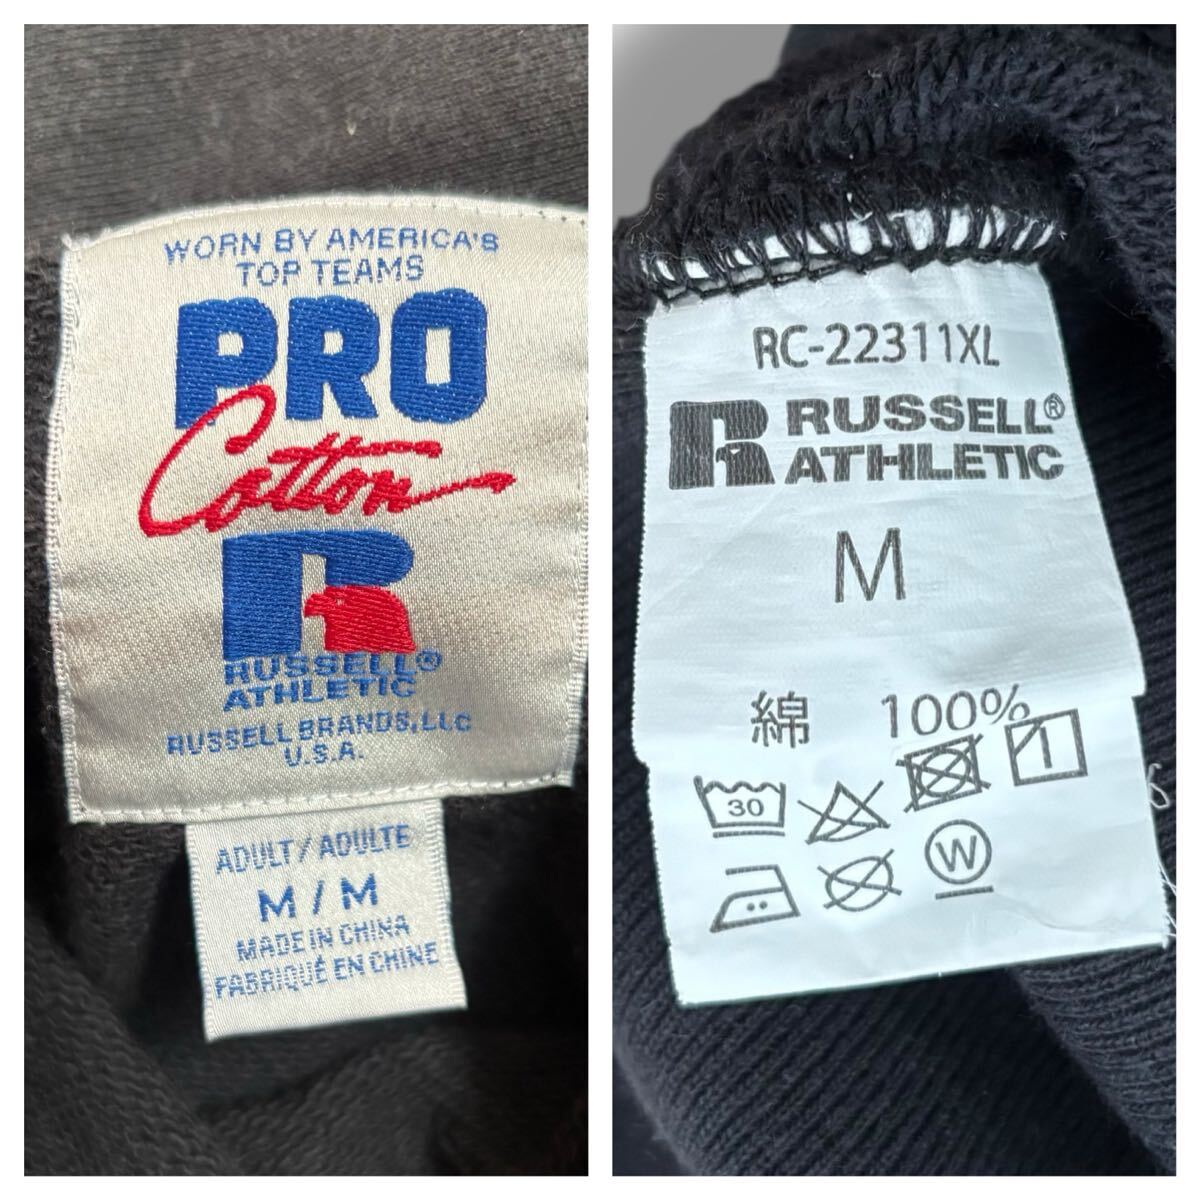 WORN BY AMERICA'S
TOP TEAMS
PRO
Cotton
R
RUSSELL®
ATHLETIC
RUSSELL BRANDS, LLC
U.S.A.
ADULT / ADULTE
M / M
MADE IN CHINA
FABRIQUÉ EN CHINE
RC-22311XL
R RUSSELL®
ATHLETIC
M
綿 100%
30
W